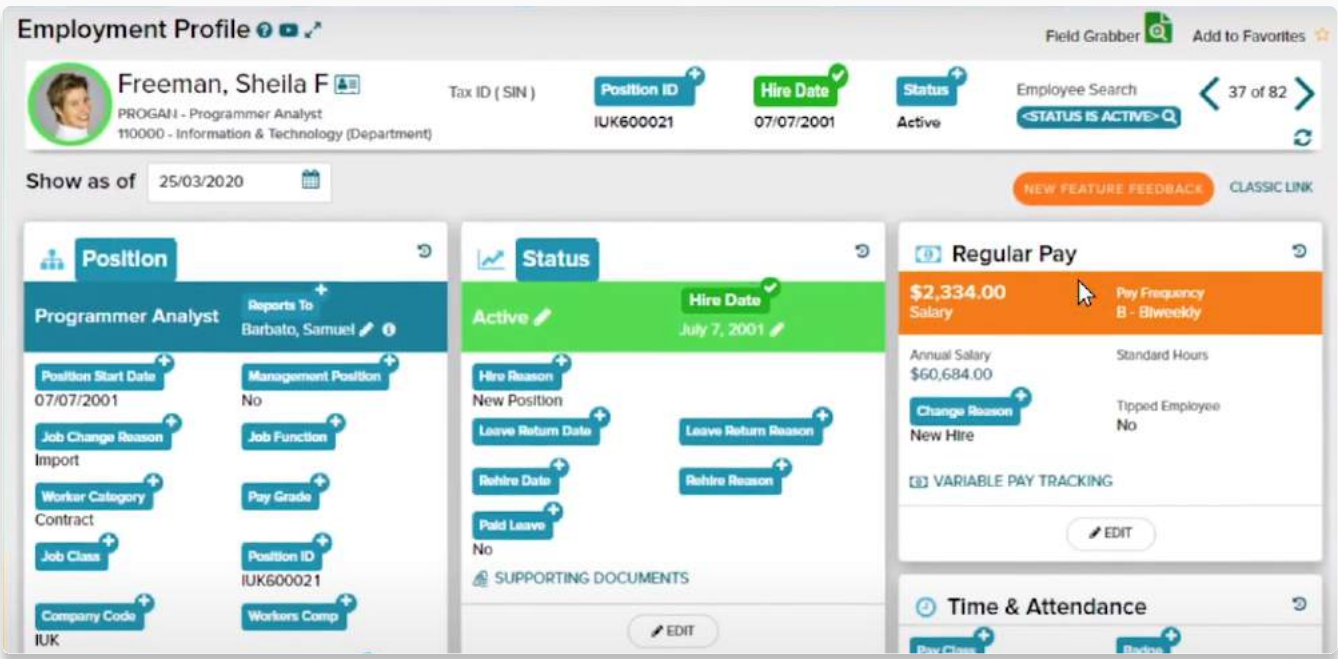 Employment Profile
Field Grabber Add to Favorites
Freeman, Sheila F
PROGAN - Programmer Analyst
110000 - Information & Technology (Department)
Tax ID ( SIN )
Position ID
IUK600021
Hire Date
07/07/2001
Status
Active
Employee Search
<STATUS IS ACTIVE>
37 of 82
Show as of 25/03/2020
NEW FEATURE FEEDBACK CLASSIC LINK
Position
Programmer Analyst
Reports To
Barbato, Samuel
Position Start Date
07/07/2001
Management Position
No
Job Change Reason
Import
Job Function
Worker Category
Contract
Pay Grade
Job Class
Position ID
IUK600021
Company Code
IUK
Workers Comp
Status
Active
Hire Date
July 7, 2001
Hire Reason
New Position
Leave Return Date
Leave Return Reason
Rehire Date
Rehire Reason
Paid Leave
No
SUPPORTING DOCUMENTS
EDIT
Regular Pay
$2,334.00
Salary
Pay Frequency
B - Biweekly
Annual Salary
$60,684.00
Standard Hours
Change Reason
New Hire
Tipped Employee
No
VARIABLE PAY TRACKING
EDIT
Time & Attendance
Pay Class
Badge